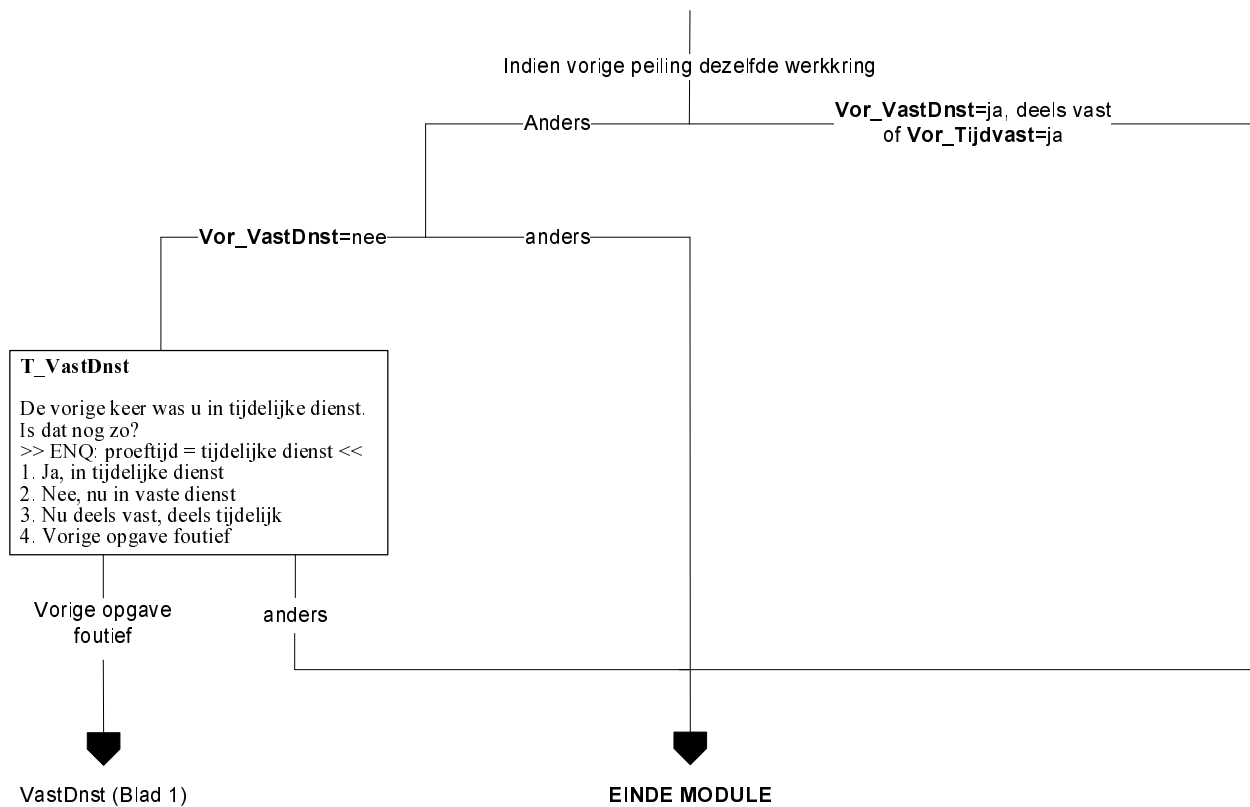 Indien vorige peiling dezelfde werkkring
Anders
Vor_VastDnst=ja, deels vast
of Vor_Tijdvast=ja
Vor_VastDnst=nee
anders
T_VastDnst
De vorige keer was u in tijdelijke dienst.
Is dat nog zo?
>> ENQ: proeftijd = tijdelijke dienst <<
1. Ja, in tijdelijke dienst
2. Nee, nu in vaste dienst
3. Nu deels vast, deels tijdelijk
4. Vorige opgave foutief
Vorige opgave
foutief
anders
VastDnst (Blad 1)
EINDE MODULE